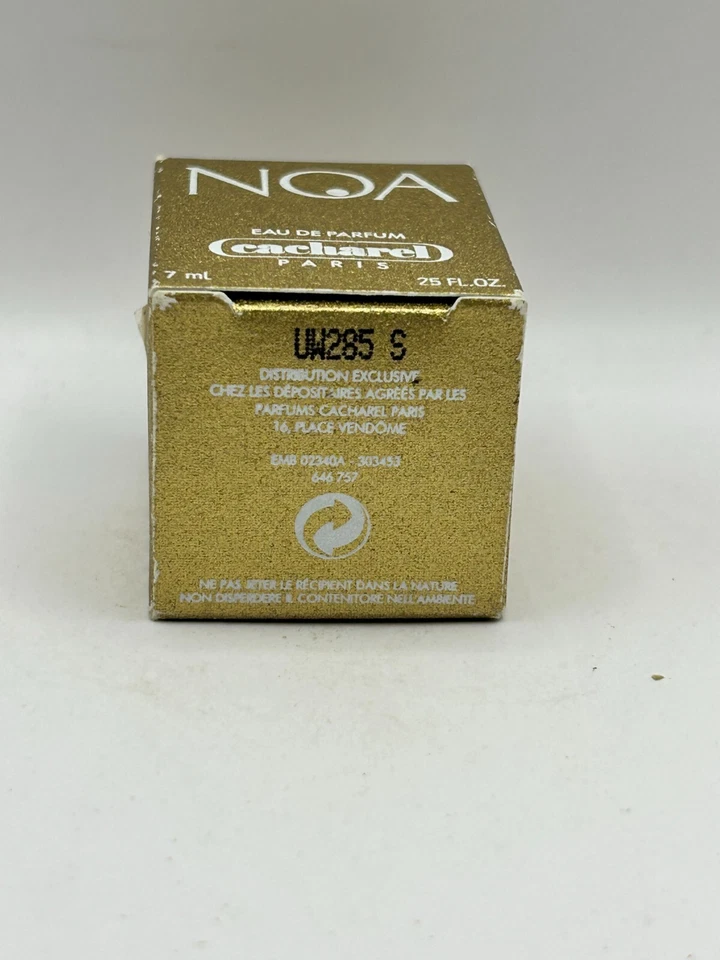 NOA
EAU DE PARFUM
cacharel
PARIS
7 mL 25 FL.OZ.
UW285 S
DISTRIBUTION EXCLUSIVE
CHEZ LES DÉPOSIT IRES AGRÉÉS PAR LES
PARFUMS CACHAREL PARIS
16, PLACE VENDÔME
EMB 02340A - 303453
646 757
NE PAS JETER LE RÉCIPIENT DANS LA NATURE
NON DISPERDERE IL CONTENITORE NELL'AMBIENTE